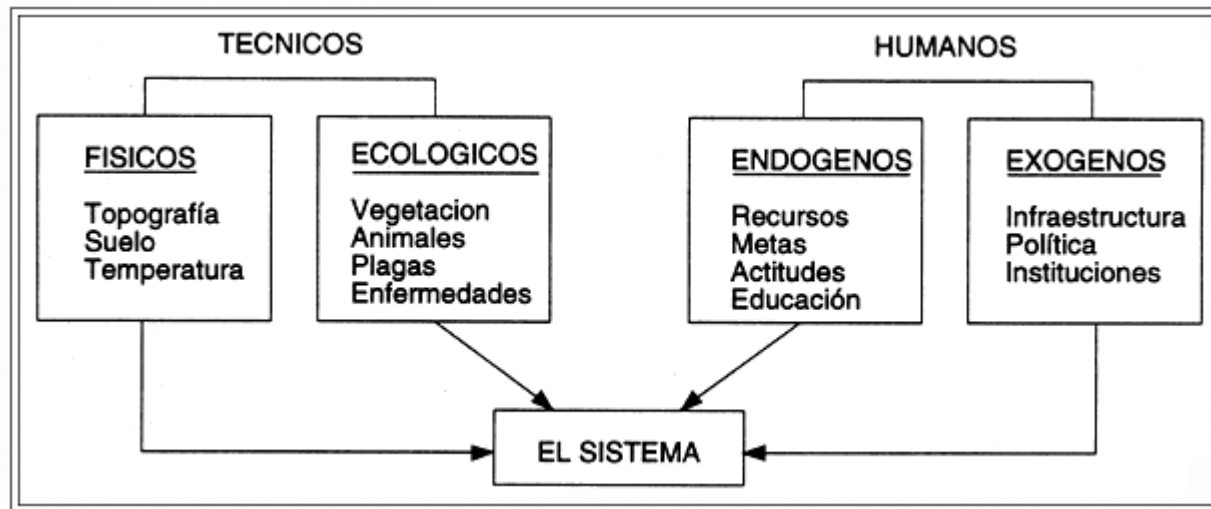 TECNICOS
HUMANOS
FISICOS
Topografía
Suelo
Temperatura
ECOLOGICOS
Vegetacion
Animales
Plagas
Enfermedades
ENDOGENOS
Recursos
Metas
Actitudes
Educación
EXOGENOS
Infraestructura
Política
Instituciones
EL SISTEMA